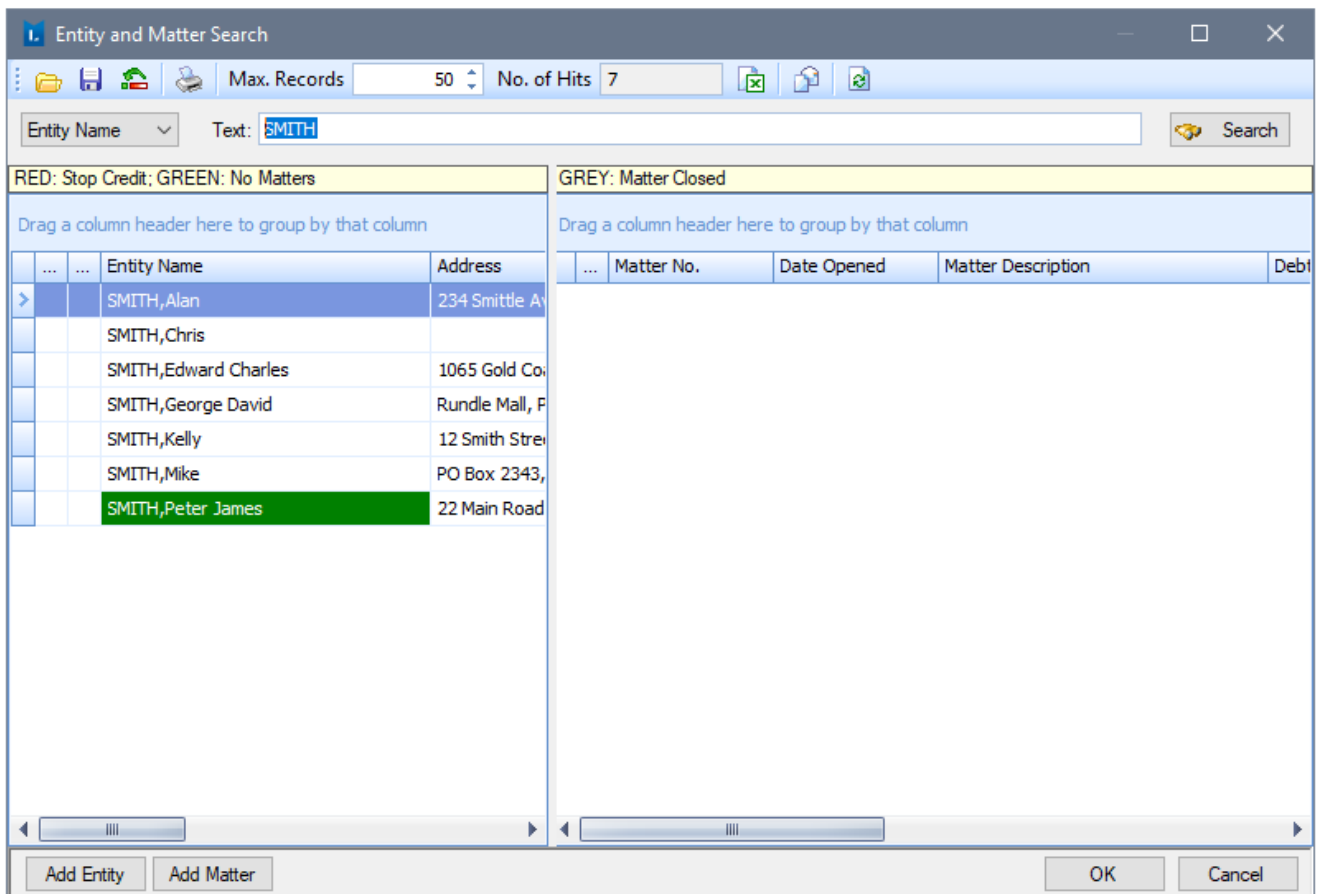 Entity and Matter Search
Max. Records 50 No. of Hits 7
Entity Name Text: SMITH Search
RED: Stop Credit; GREEN: No Matters GREY: Matter Closed
Drag a column header here to group by that column Drag a column header here to group by that column
... ... Entity Name Address ... Matter No. Date Opened Matter Description Debt
SMITH,Alan 234 Smittle Av
SMITH,Chris
SMITH,Edward Charles 1065 Gold Coa
SMITH,George David Rundle Mall, P
SMITH,Kelly 12 Smith Stree
SMITH,Mike PO Box 2343,
SMITH,Peter James 22 Main Road
Add Entity Add Matter OK Cancel